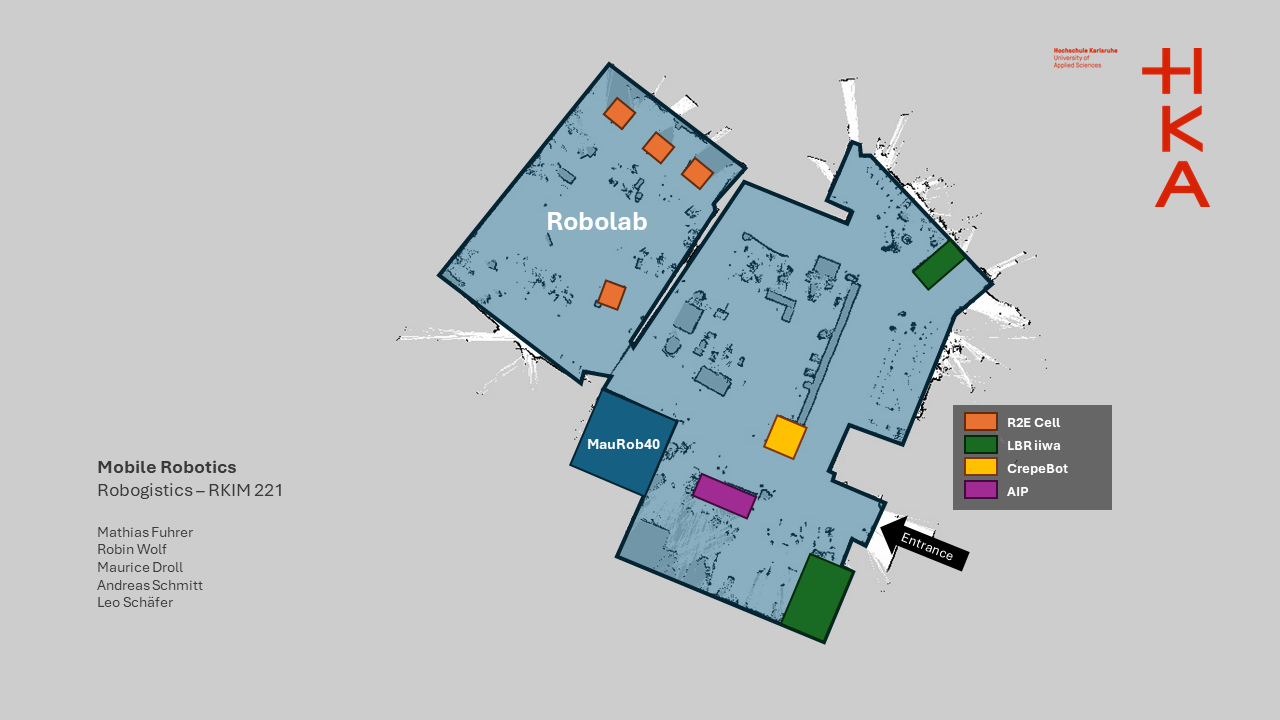 Hochschule Karlsruhe
University of
Applied Sciences
H
K
A
Robolab
MauRob40
R2E Cell
LBR iiwa
CrepeBot
AIP
Entrance
Mobile Robotics
Robogistics – RKIM 221
Mathias Fuhrer
Robin Wolf
Maurice Droll
Andreas Schmitt
Leo Schäfer